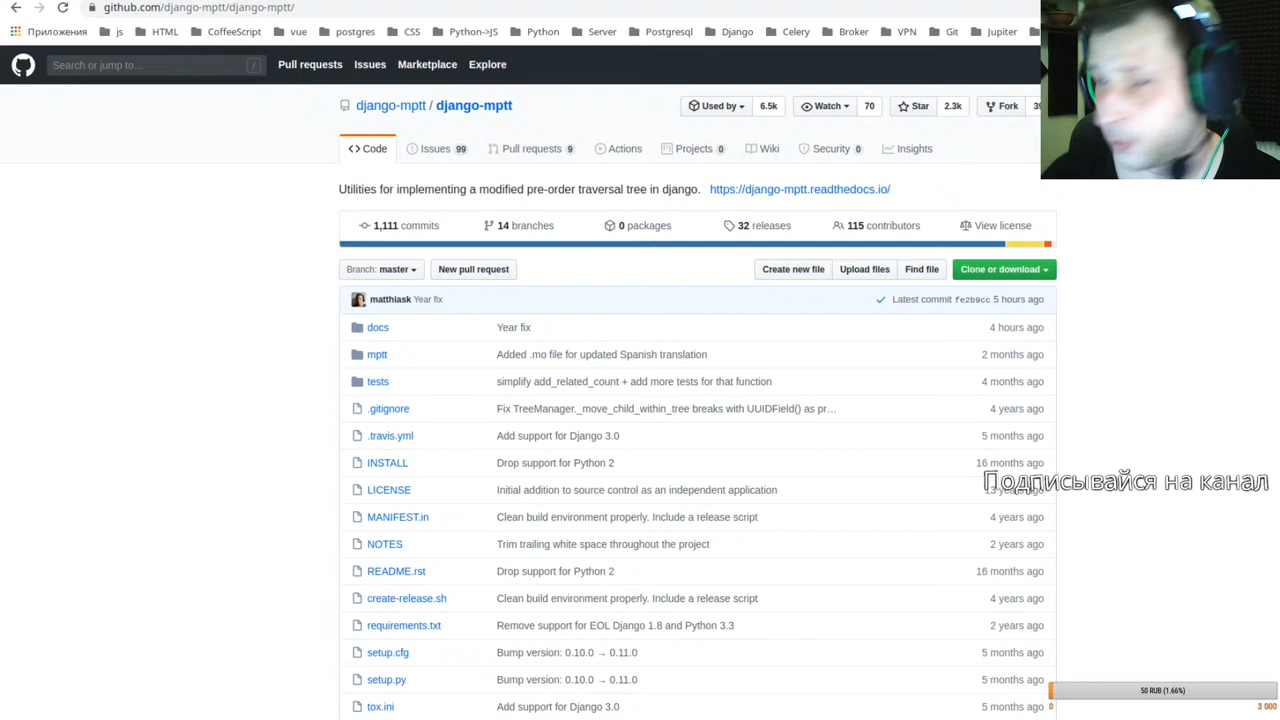 github.com/django-mptt/django-mptt/
Приложения js HTML CoffeeScript vue postgres CSS Python->JS Python Server Postgresql Django Celery Broker VPN Git Jupiter
Search or jump to… / Pull requests Issues Marketplace Explore
django-mptt / django-mptt Used by 6.5k Watch 70 Star 2.3k Fork
Code Issues 99 Pull requests 9 Actions Projects 0 Wiki Security 0 Insights
Utilities for implementing a modified pre-order traversal tree in django. https://django-mptt.readthedocs.io/
1,111 commits 14 branches 0 packages 32 releases 115 contributors View license
Branch: master New pull request Create new file Upload files Find file Clone or download
matthiask Year fix Latest commit fe2b9cc 5 hours ago
docs Year fix 4 hours ago
mptt Added .mo file for updated Spanish translation 2 months ago
tests simplify add_related_count + add more tests for that function 4 months ago
.gitignore Fix TreeManager._move_child_within_tree breaks with UUIDField() as pr… 4 years ago
.travis.yml Add support for Django 3.0 5 months ago
INSTALL Drop support for Python 2 16 months ago
Подписывайся на канал
LICENSE Initial addition to source control as an independent application years ago
MANIFEST.in Clean build environment properly. Include a release script 4 years ago
NOTES Trim trailing white space throughout the project 2 years ago
README.rst Drop support for Python 2 16 months ago
create-release.sh Clean build environment properly. Include a release script 4 years ago
requirements.txt Remove support for EOL Django 1.8 and Python 3.3 2 years ago
setup.cfg Bump version: 0.10.0 → 0.11.0 5 months ago
setup.py Bump version: 0.10.0 → 0.11.0 5 months ago
50 RUB (1.66%)
tox.ini Add support for Django 3.0 5 months ago
0 3 000